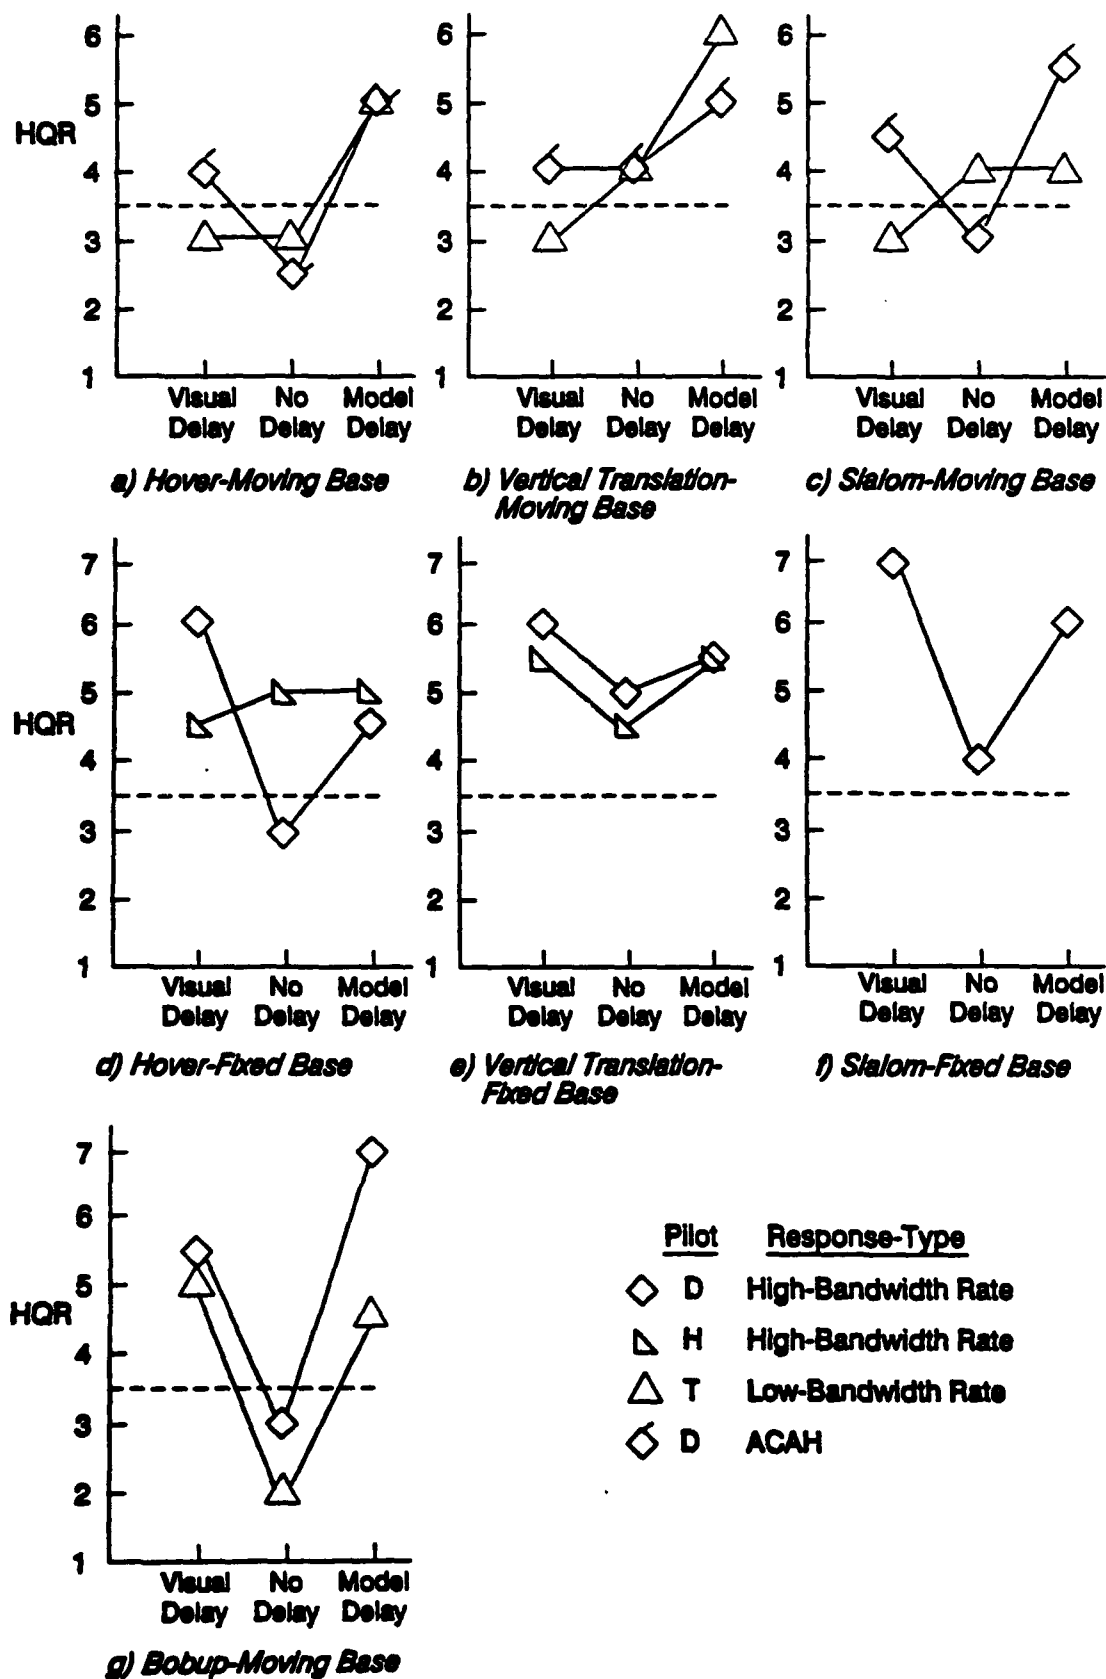 6
5
HQR
4
3
2
1
Visual Delay
No Delay
Model Delay
a) Hover-Moving Base
6
5
4
3
2
1
Visual Delay
No Delay
Model Delay
b) Vertical Translation-
Moving Base
6
5
4
3
2
1
Visual Delay
No Delay
Model Delay
c) Slalom-Moving Base
7
6
5
HQR
4
3
2
1
Visual Delay
No Delay
Model Delay
d) Hover-Fixed Base
7
6
5
4
3
2
1
Visual Delay
No Delay
Model Delay
e) Vertical Translation-
Fixed Base
7
6
5
4
3
2
1
Visual Delay
No Delay
Model Delay
f) Slalom-Fixed Base
7
6
5
HQR
4
3
2
1
Visual Delay
No Delay
Model Delay
g) Bobup-Moving Base
Pilot Response-Type
D High-Bandwidth Rate
H High-Bandwidth Rate
T Low-Bandwidth Rate
D ACAH